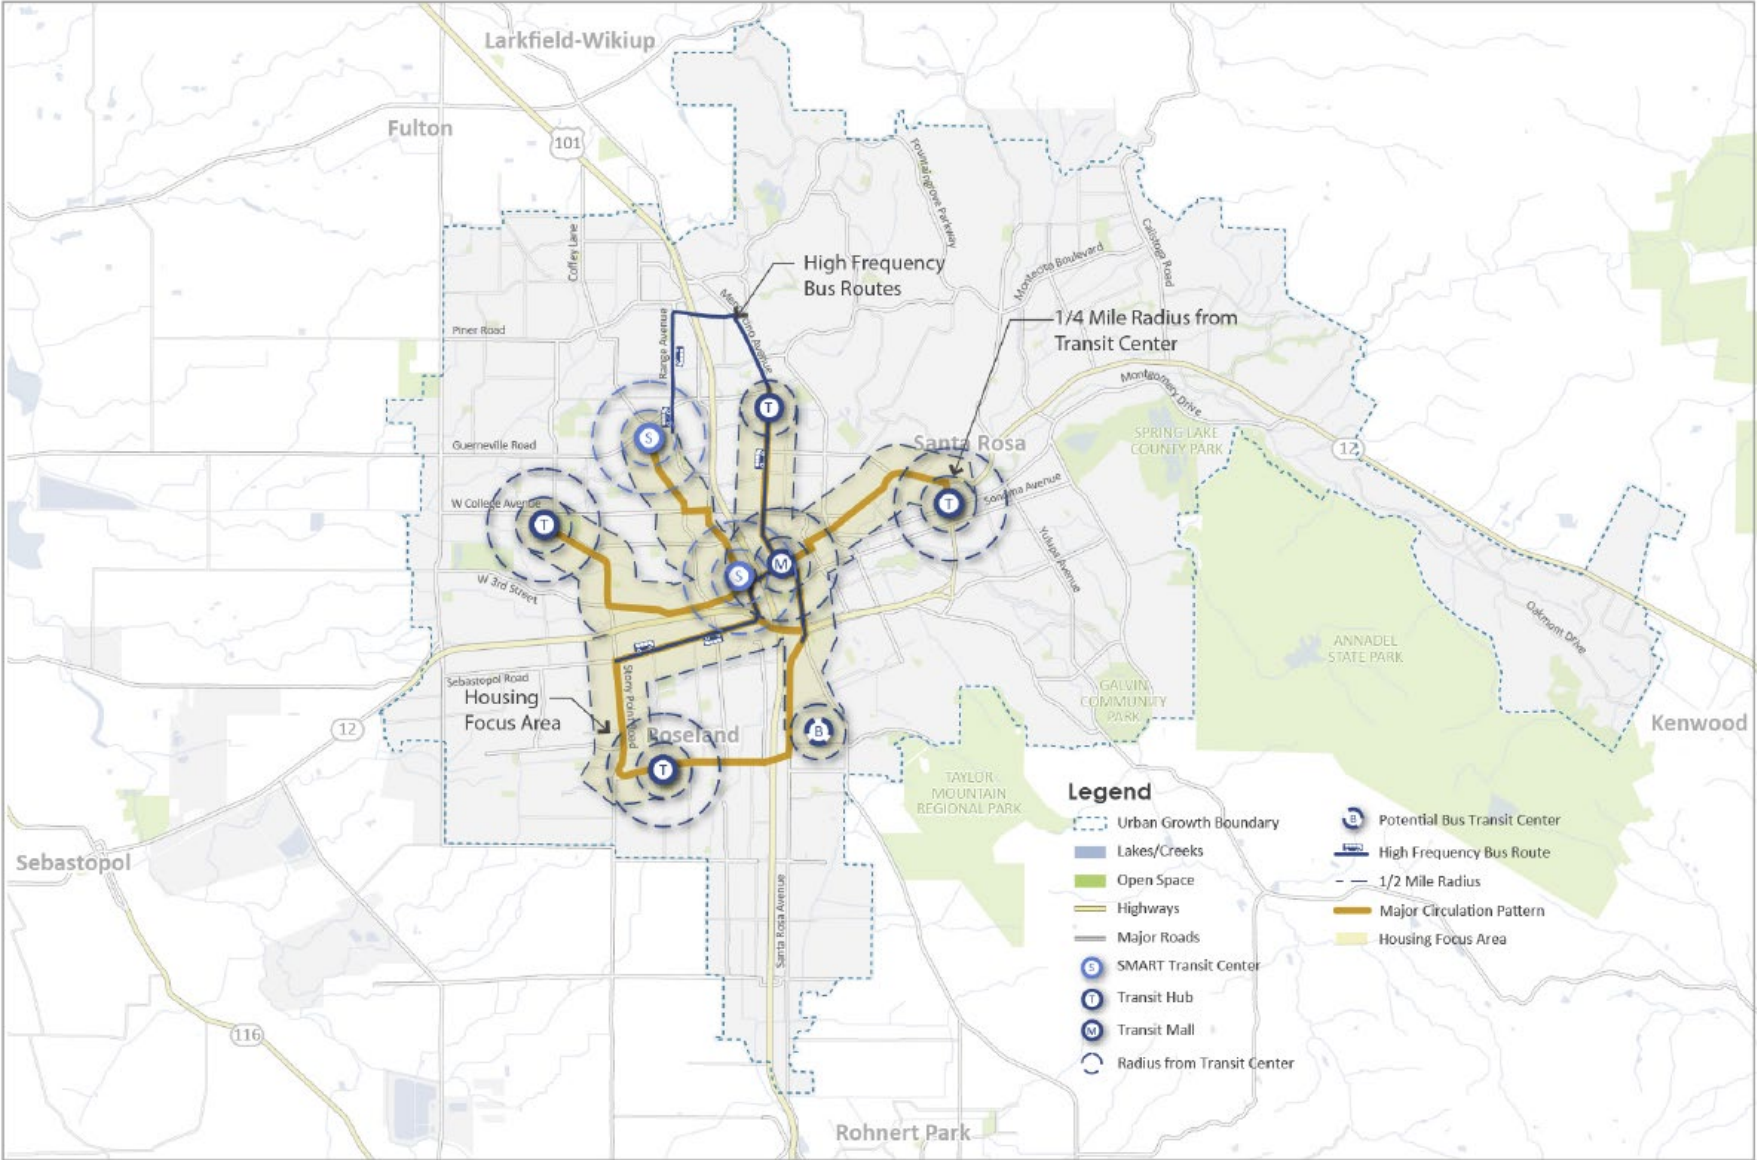 Larkfield-Wikiup
Fulton
101
Fountaingrove Parkway
Coffey Lane
Calistoga Road
Montecito Boulevard
High Frequency
Bus Routes
Mendocino Avenue
1/4 Mile Radius from
Transit Center
Piner Road
Range Avenue
Montgomery Drive
T
S
Guerneville Road
Santa Rosa
SPRING LAKE
COUNTY PARK
12
W College Avenue
T
T
Sonoma Avenue
Yulupa Avenue
M
S
W 3rd Street
Oakmont Drive
ANNADEL
STATE PARK
Sebastopol Road
Stony Point Road
Housing
Focus Area
GALVIN
COMMUNITY
PARK
Kenwood
12
Roseland
B
T
TAYLOR
MOUNTAIN
REGIONAL PARK
Sebastopol
Santa Rosa Avenue
116
Rohnert Park
Legend
Urban Growth Boundary
Lakes/Creeks
Open Space
Highways
Major Roads
S
SMART Transit Center
T
Transit Hub
M
Transit Mall
Radius from Transit Center
B
Potential Bus Transit Center
High Frequency Bus Route
1/2 Mile Radius
Major Circulation Pattern
Housing Focus Area